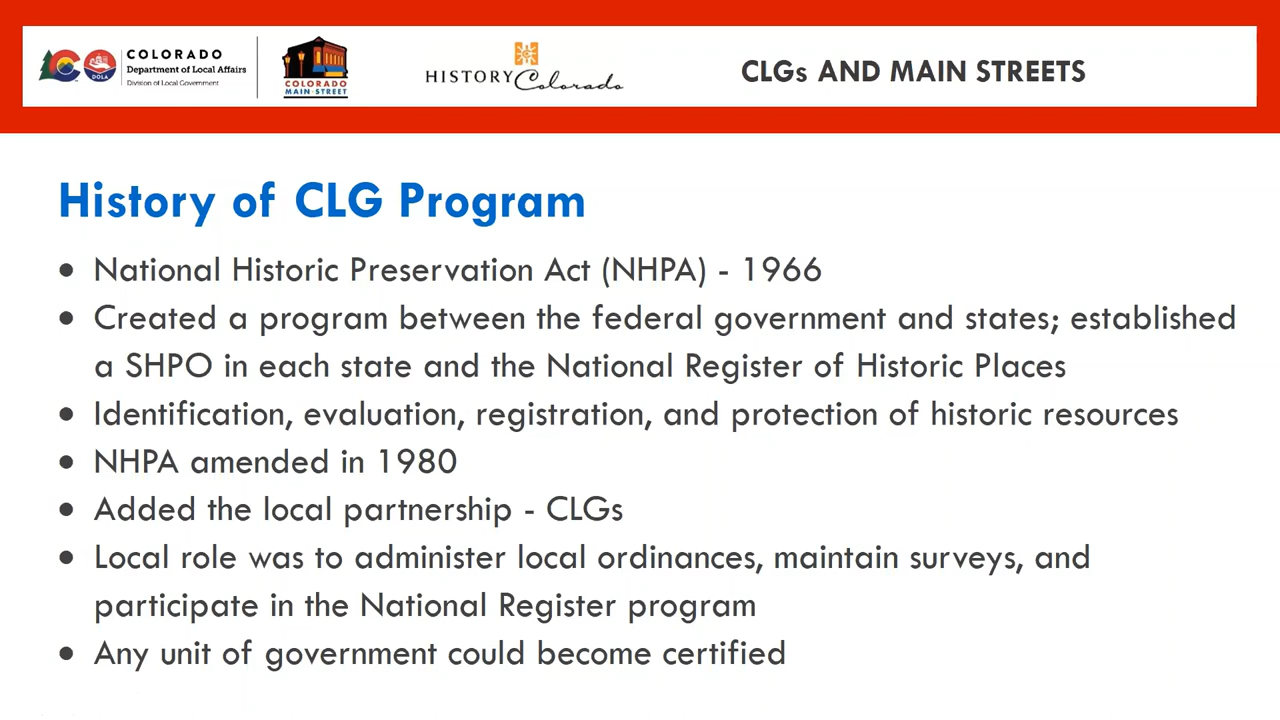 COLORADO
Department of Local Affairs
Division of Local Government
DOLA
COLORADO
MAIN STREET
HISTORY Colorado
CLGs AND MAIN STREETS
History of CLG Program
• National Historic Preservation Act (NHPA) - 1966
• Created a program between the federal government and states; established
a SHPO in each state and the National Register of Historic Places
• Identification, evaluation, registration, and protection of historic resources
• NHPA amended in 1980
• Added the local partnership - CLGs
• Local role was to administer local ordinances, maintain surveys, and
participate in the National Register program
• Any unit of government could become certified